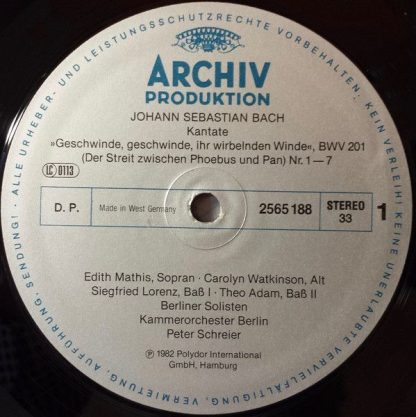 ALLE URHEBER- UND LEISTUNGSSCHUTZRECHTE VORBEHALTEN. KEIN VERLEIH! KEINE UNERLAUBTE VERVIELFÄLTIGUNG, VERMIETUNG, AUFFÜHRUNG, SENDUNG! ·
ARCHIV
PRODUKTION
JOHANN SEBASTIAN BACH
Kantate
»Geschwinde, geschwinde, ihr wirbelnden Winde«, BWV 201
(Der Streit zwischen Phoebus und Pan) Nr. 1—7
LC 0113
D. P. Made in West Germany 2565 188 STEREO 33 1
Edith Mathis, Sopran · Carolyn Watkinson, Alt
Siegfried Lorenz, Baß I · Theo Adam, Baß II
Berliner Solisten
Kammerorchester Berlin
Peter Schreier
℗ 1982 Polydor International
GmbH, Hamburg